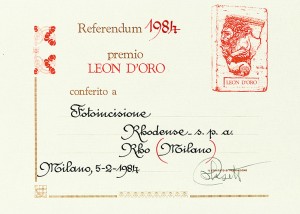 Referendum 1984
premio
LEON D'ORO
LEON D'ORO
conferito a
Fotoincisione
Rhodense s.p.a.
Rho (Milano)
Milano, 5-2-1984